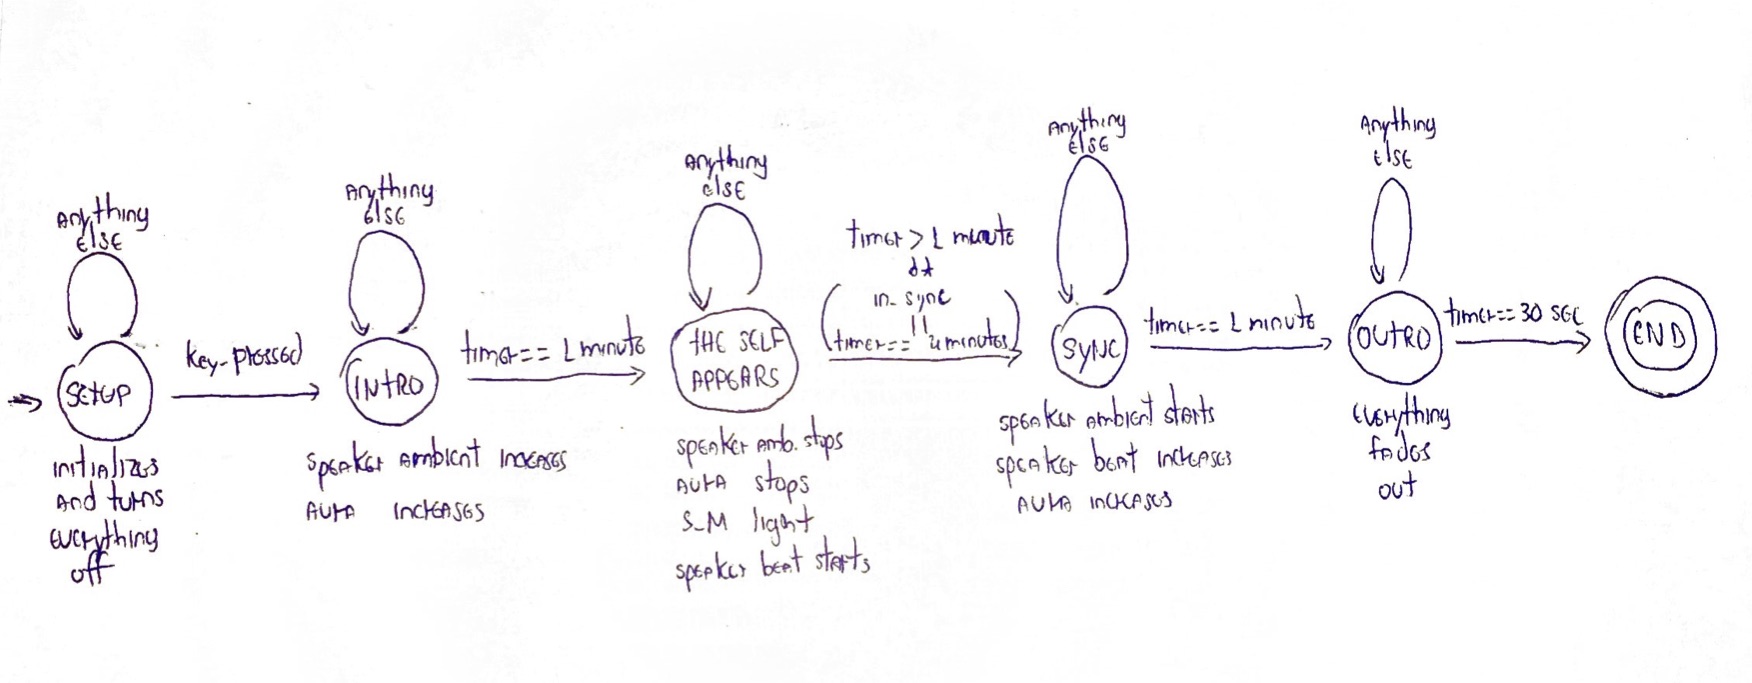 Anything
Else
SETUP
initializes
and turns
everything
off
key-pressed
Anything
Else
INTRO
speaker ambient increases
Aura increases
timer == 1 minute
Anything
else
THE SELF
APPEARS
speaker amb. stops
Aura stops
S_M light
speaker beat starts
timer > 1 minute
&&
(in_sync
||
timer == minutes)
Anything
Else
SYNC
speaker ambient starts
speaker beat increases
Aura increases
timer == 1 minute
Anything
Else
OUTRO
Everything
fades
out
timer == 30 sec
END